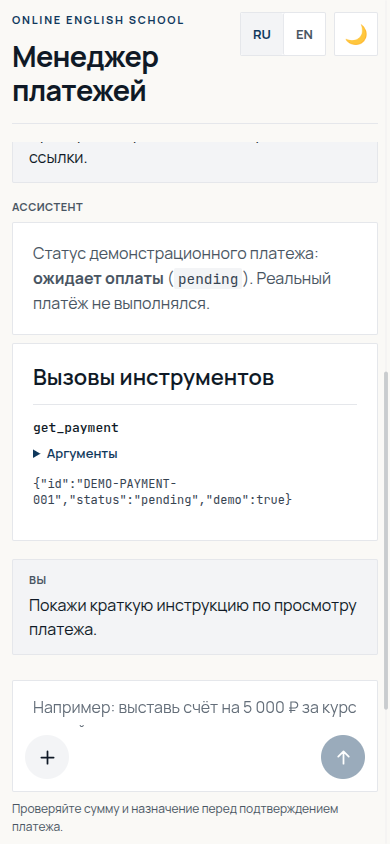 ONLINE ENGLISH SCHOOL
Менеджер
платежей
RU
EN
ссылки.
АССИСТЕНТ
Статус демонстрационного платежа:
ожидает оплаты ( pending ). Реальный
платёж не выполнялся.
Вызовы инструментов
get_payment
Аргументы
{"id":"DEMO-PAYMENT-
001","status":"pending","demo":true}
ВЫ
Покажи краткую инструкцию по просмотру
платежа.
Например: выставь счёт на 5 000 ₽ за курс
Проверяйте сумму и назначение перед подтверждением
платежа.